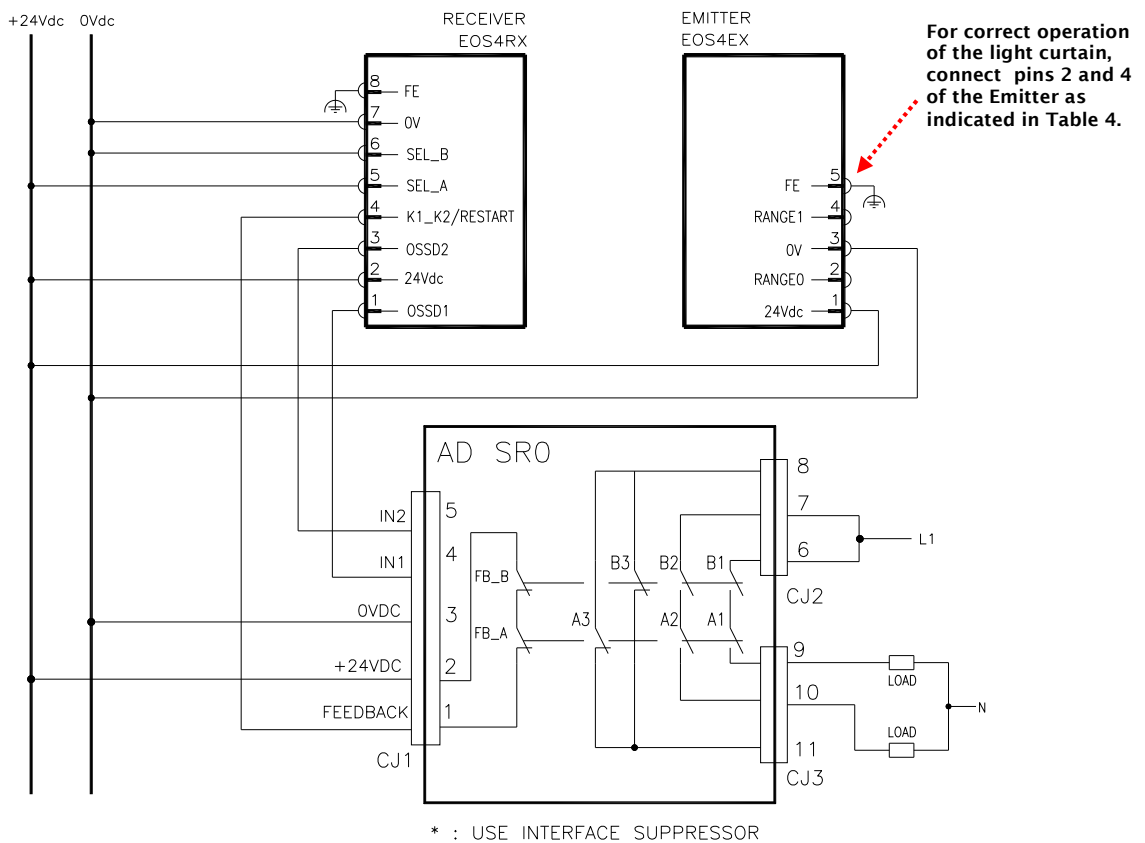 +24Vdc 0Vdc
RECEIVER
EOS4RX
8 FE
7 0V
6 SEL_B
5 SEL_A
4 K1_K2/RESTART
3 OSSD2
2 24Vdc
1 OSSD1
EMITTER
EOS4EX
FE 5
RANGE1 4
0V 3
RANGE0 2
24Vdc 1
For correct operation
of the light curtain,
connect pins 2 and 4
of the Emitter as
indicated in Table 4.
AD SR0
IN2 5
IN1 4
0VDC 3
+24VDC 2
FEEDBACK 1
CJ1
FB_B
FB_A
B3 B2 B1
A3 A2 A1
8
7
6
CJ2
L1
9
10
11
CJ3
LOAD
LOAD
N
* : USE INTERFACE SUPPRESSOR